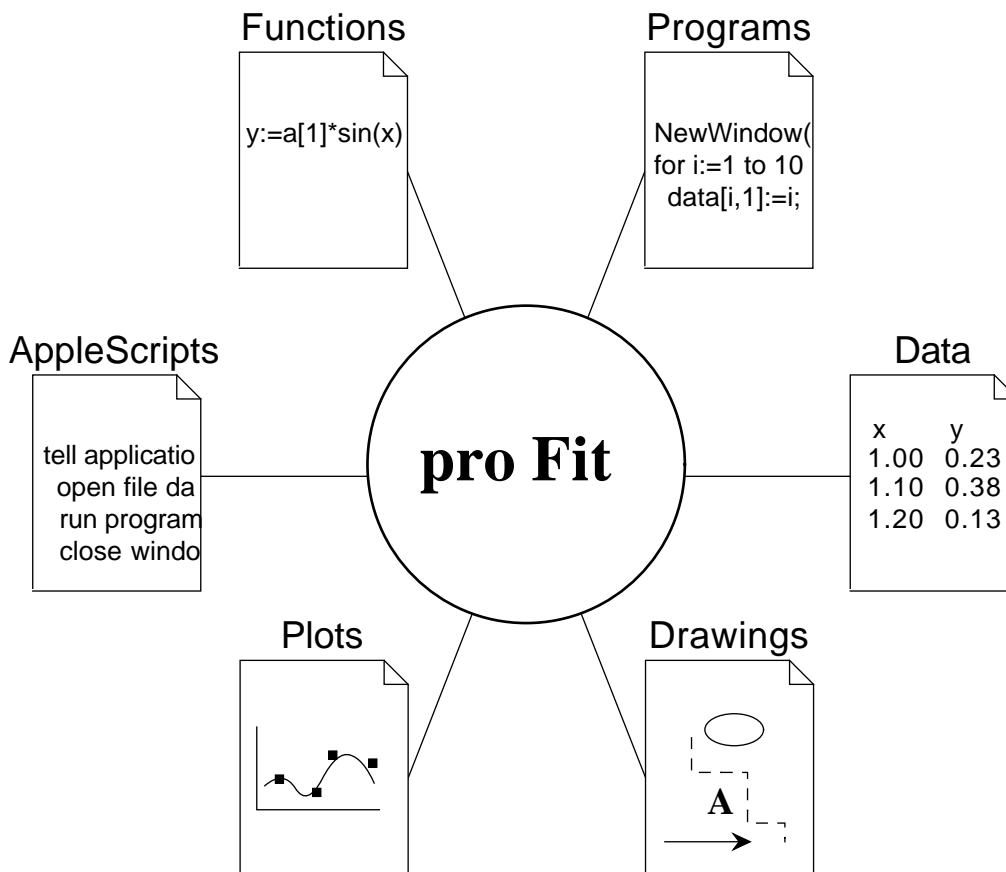 Functions
y:=a[1]*sin(x)
Programs
NewWindow(
for i:=1 to 10
data[i,1]:=i;
AppleScripts
tell applicatio
open file da
run program
close windo
pro Fit
Data
x y
1.00 0.23
1.10 0.38
1.20 0.13
Plots
Drawings
A